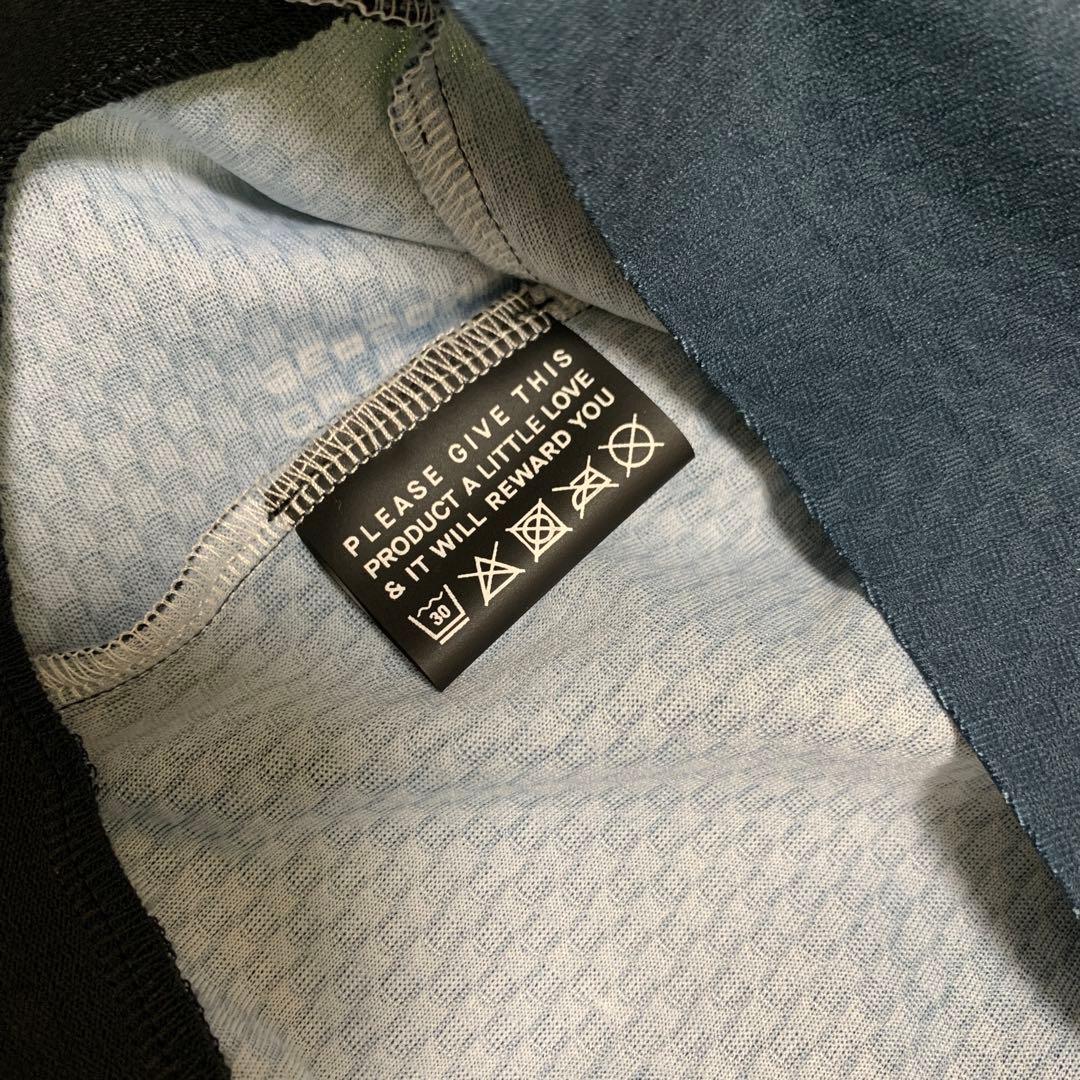 PLEASE GIVE THIS
PRODUCT A LITTLE LOVE
& IT WILL REWARD YOU
30